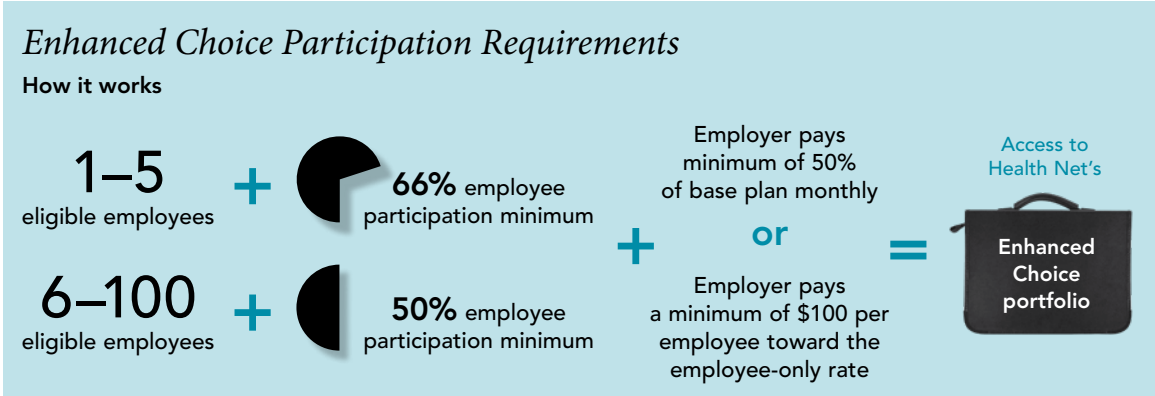 Enhanced Choice Participation Requirements
How it works
1–5
eligible employees
+
66% employee
participation minimum
6–100
eligible employees
+
50% employee
participation minimum
+
Employer pays
minimum of 50%
of base plan monthly
or
Employer pays
a minimum of $100 per
employee toward the
employee-only rate
=
Access to
Health Net’s
Enhanced
Choice
portfolio